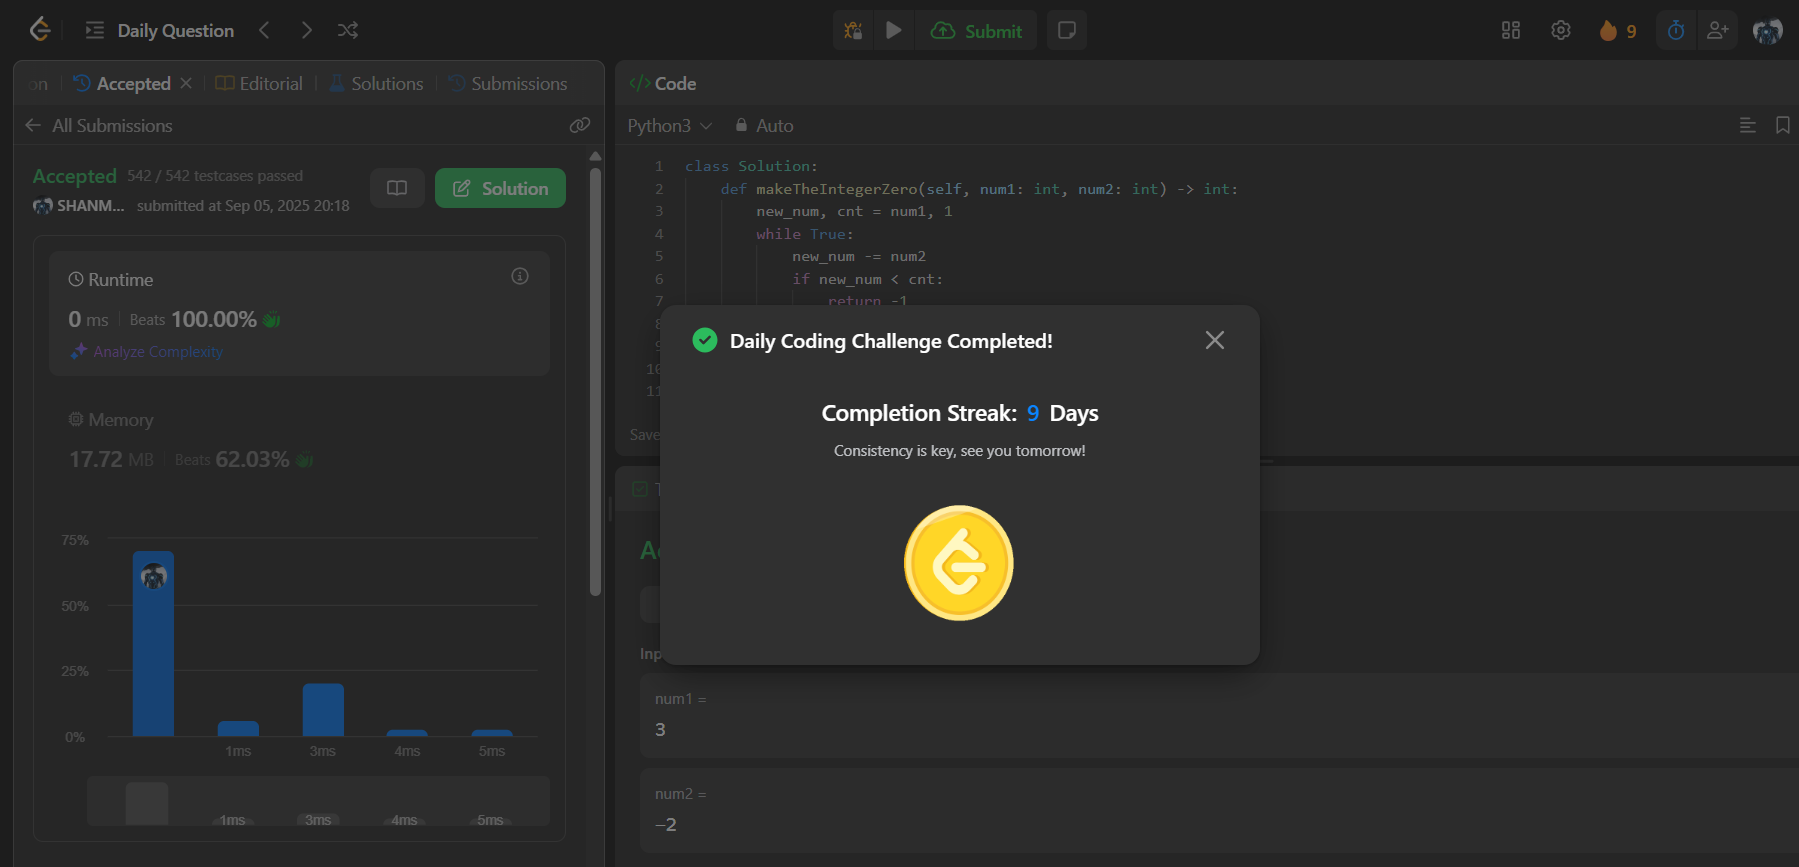 Daily Question
Submit
9
on
Accepted
Editorial
Solutions
Submissions
All Submissions
Accepted 542 / 542 testcases passed
SHANM... submitted at Sep 05, 2025 20:18
Solution
Runtime
0 ms Beats 100.00%
Analyze Complexity
Memory
17.72 MB Beats 62.03%
75%
50%
25%
0%
1ms 3ms 4ms 5ms
1ms 3ms 4ms 5ms
</> Code
Python3 Auto
1 class Solution:
2 def makeTheIntegerZero(self, num1: int, num2: int) -> int:
3 new_num, cnt = num1, 1
4 while True:
5 new_num -= num2
6 if new_num < cnt:
7 return -1
8
9
10
11
Save
Daily Coding Challenge Completed!
Completion Streak: 9 Days
Consistency is key, see you tomorrow!
T
Ac
Inp
num1 =
3
num2 =
-2